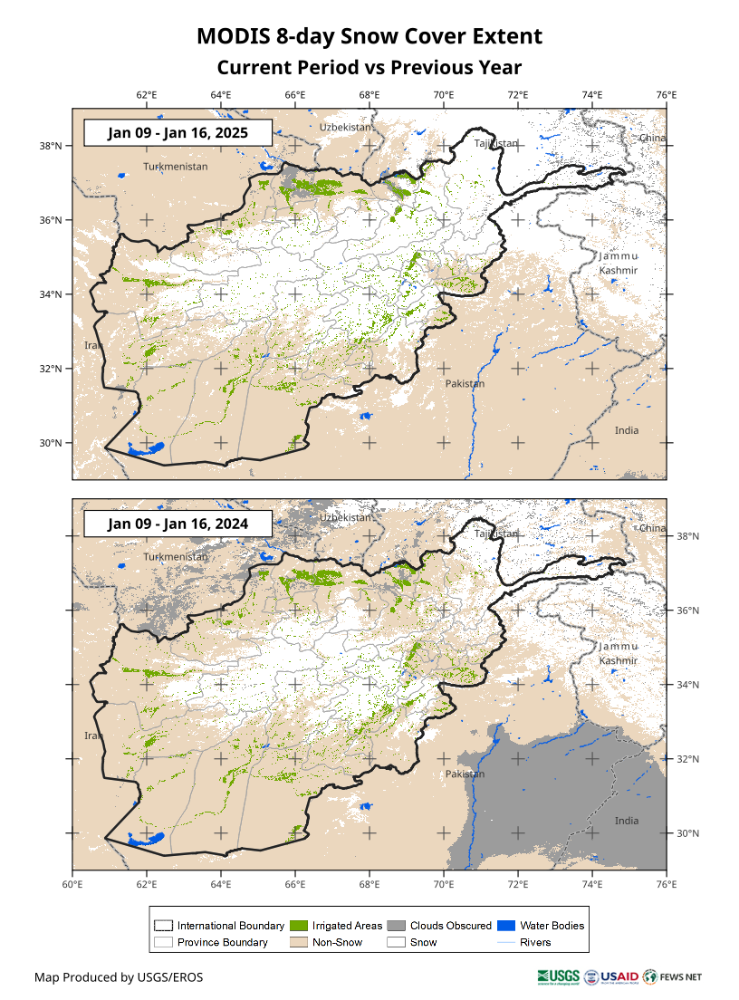 MODIS 8-day Snow Cover Extent
Current Period vs Previous Year
62°E 64°E 66°E 68°E 70°E 72°E 74°E 76°E
Jan 09 - Jan 16, 2025
Uzbekistan
Tajikistan
China
38°N
Turkmenistan
36°N
Jammu
Kashmir
34°N
Iran
32°N
Pakistan
India
30°N
Jan 09 - Jan 16, 2024
Uzbekistan
Tajikistan
China
38°N
Turkmenistan
36°N
Jammu
Kashmir
34°N
Iran
32°N
Pakistan
India
30°N
60°E 62°E 64°E 66°E 68°E 70°E 72°E 74°E 76°E
International Boundary Irrigated Areas Clouds Obscured Water Bodies
Province Boundary Non-Snow Snow Rivers
Map Produced by USGS/EROS
USGS USAID FEWS NET